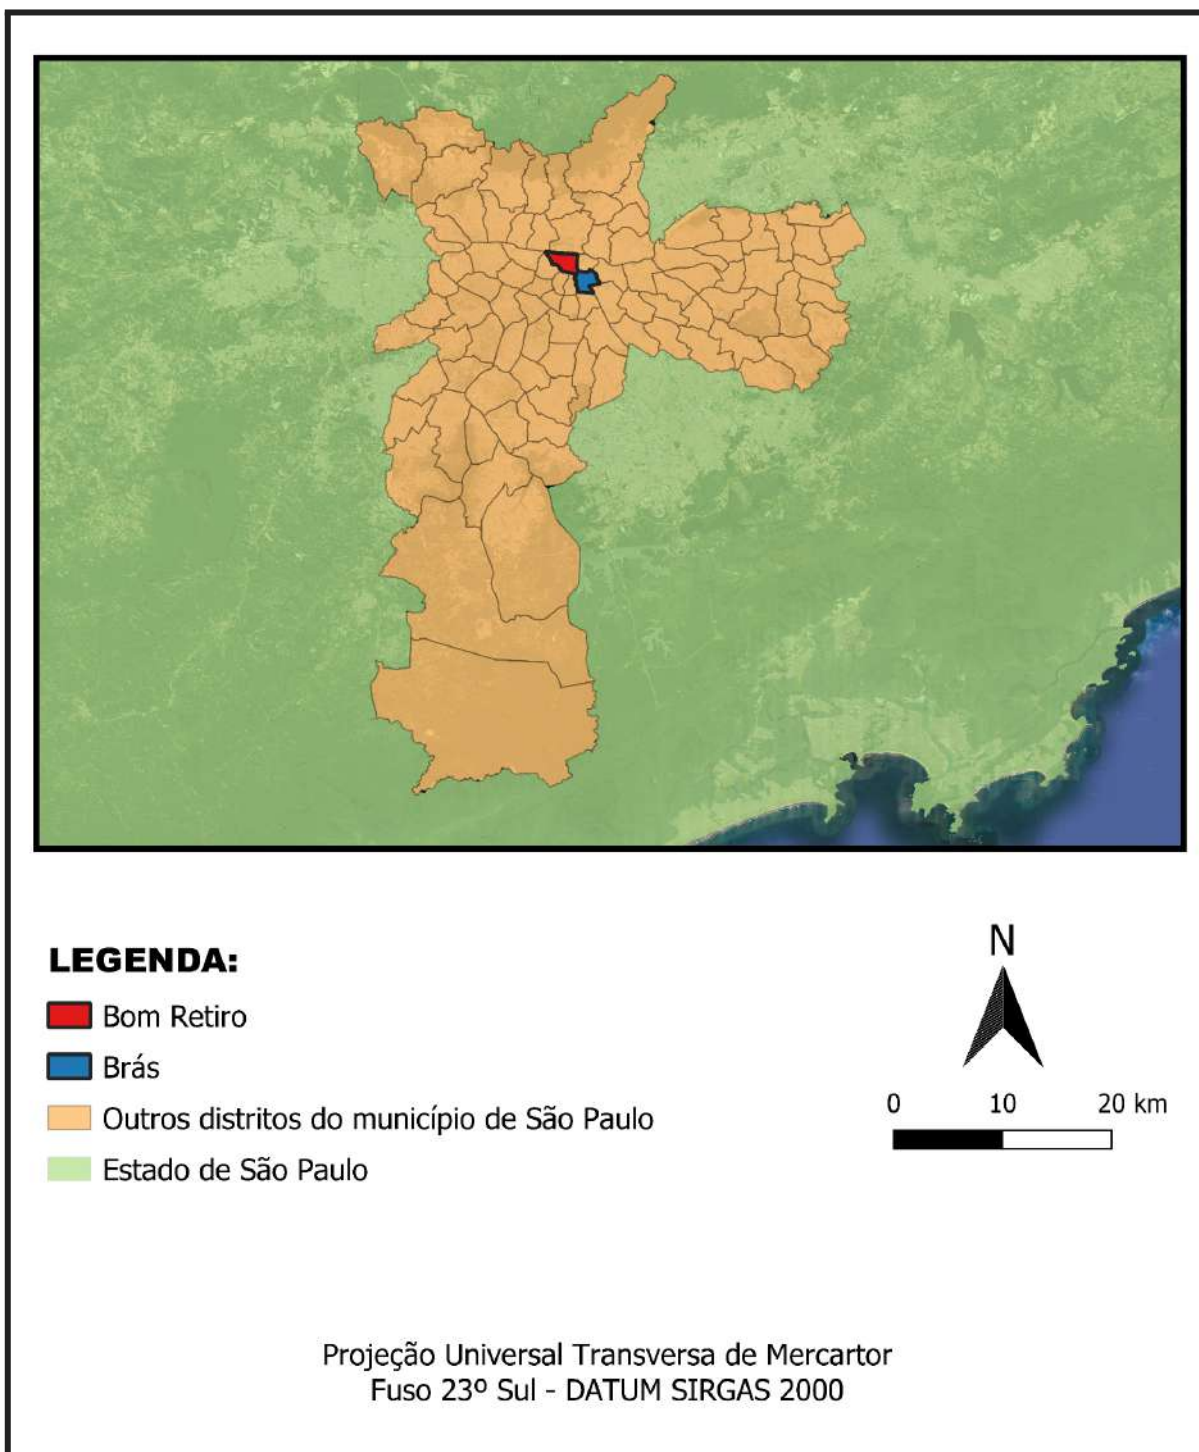 LEGENDA:
Bom Retiro
Brás
Outros distritos do município de São Paulo
Estado de São Paulo
N
0 10 20 km
Projeção Universal Transversa de Mercartor
Fuso 23º Sul - DATUM SIRGAS 2000